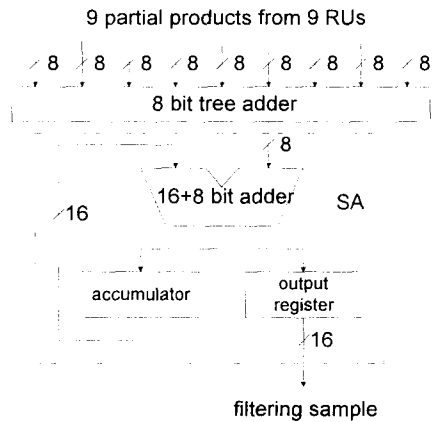 9 partial products from 9 RUs
8 8 8 8 8 8 8 8 8
8 bit tree adder
8
16+8 bit adder
SA
16
accumulator
output
register
16
filtering sample